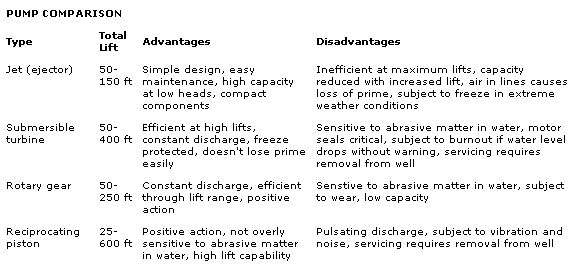 PUMP COMPARISON
Type Total Lift Advantages Disadvantages
Jet (ejector) 50- Simple design, easy Inefficient at maximum lifts, capacity
150 ft maintenance, high capacity reduced with increased lift, air in lines causes
at low heads, compact loss of prime, subject to freeze in extreme
components weather conditions
Submersible 50- Efficient at high lifts, Sensitive to abrasive matter in water, motor
turbine 400 ft constant discharge, freeze seals critical, subject to burnout if water level
protected, doesn't lose prime drops without warning, servicing requires
easily removal from well
Rotary gear 50- Constant discharge, efficient Senstive to abrasive matter in water, subject
250 ft through lift range, positive to wear, low capacity
action
Reciprocating 25- Positive action, not overly Pulsating discharge, subject to vibration and
piston 600 ft sensitive to abrasive matter noise, servicing requires removal from well
in water, high lift capability